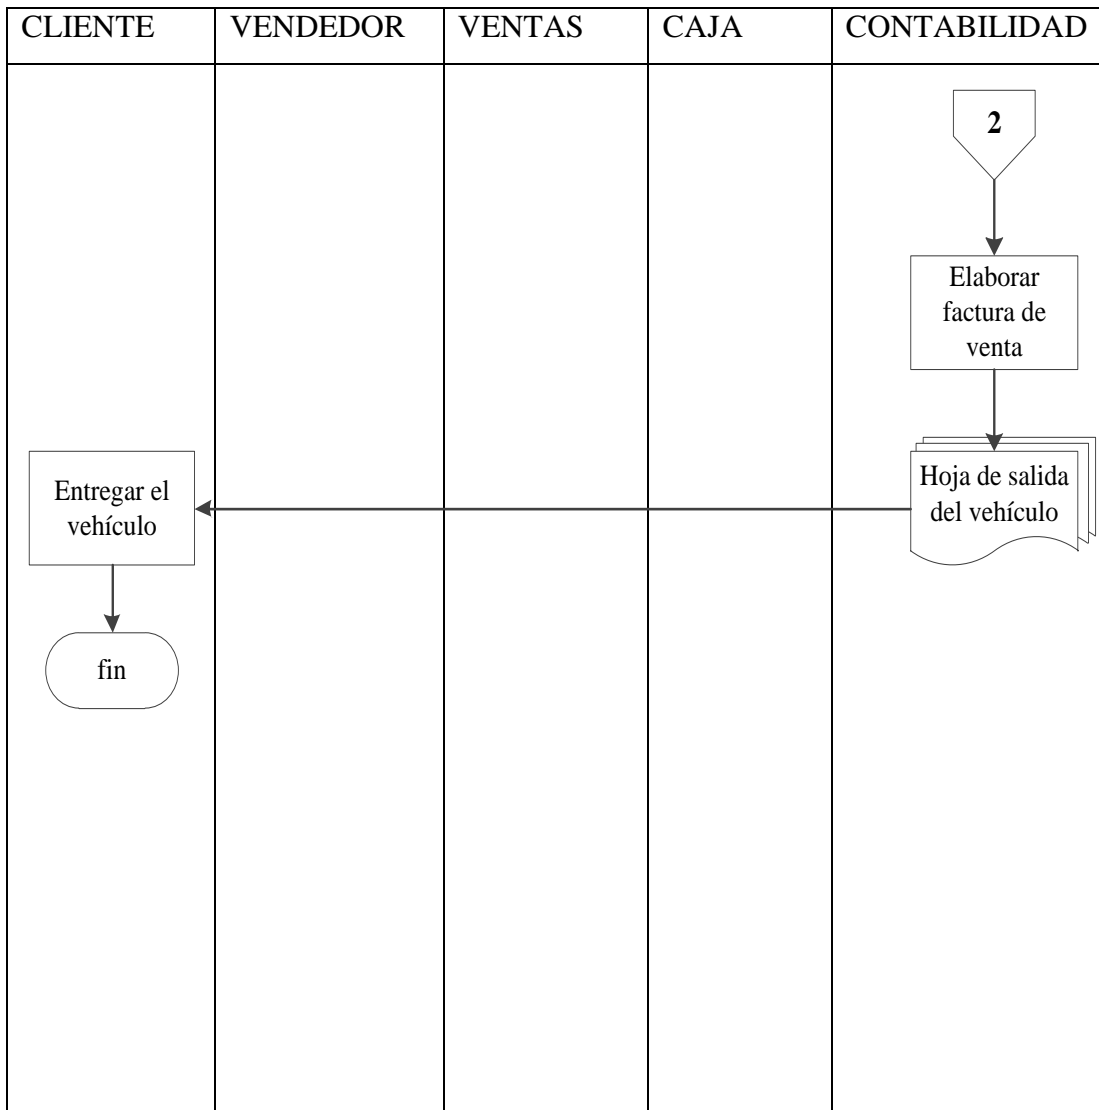 CLIENTE
VENDEDOR
VENTAS
CAJA
CONTABILIDAD
2
Elaborar
factura de
venta
Hoja de salida
del vehículo
Entregar el
vehículo
fin